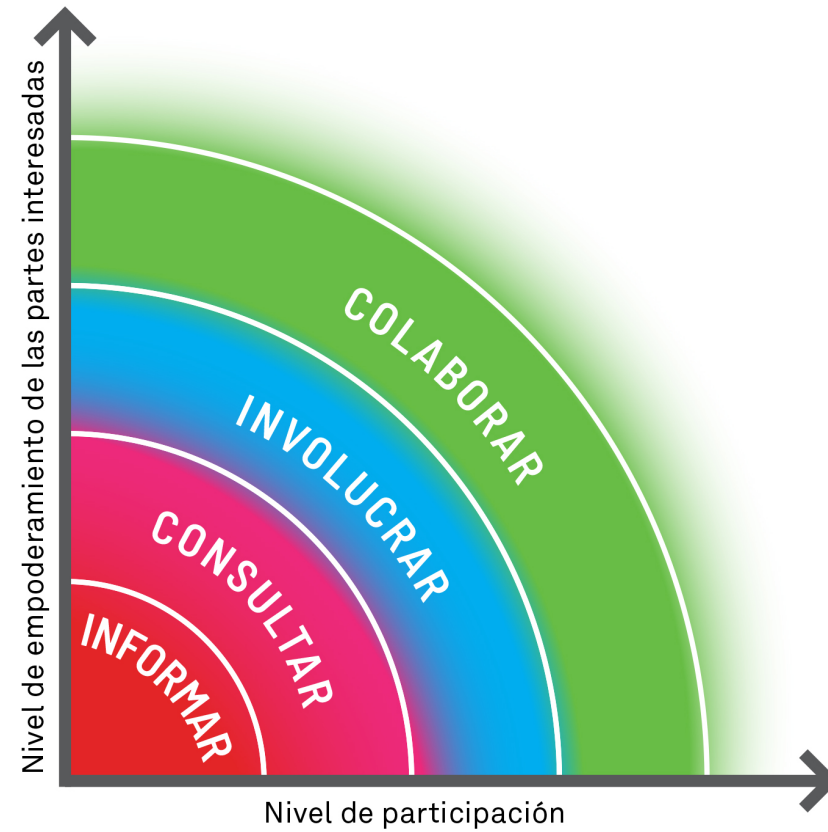 Nivel de empoderamiento de las partes interesadas
COLABORAR
INVOLUCRAR
CONSULTAR
INFORMAR
Nivel de participación